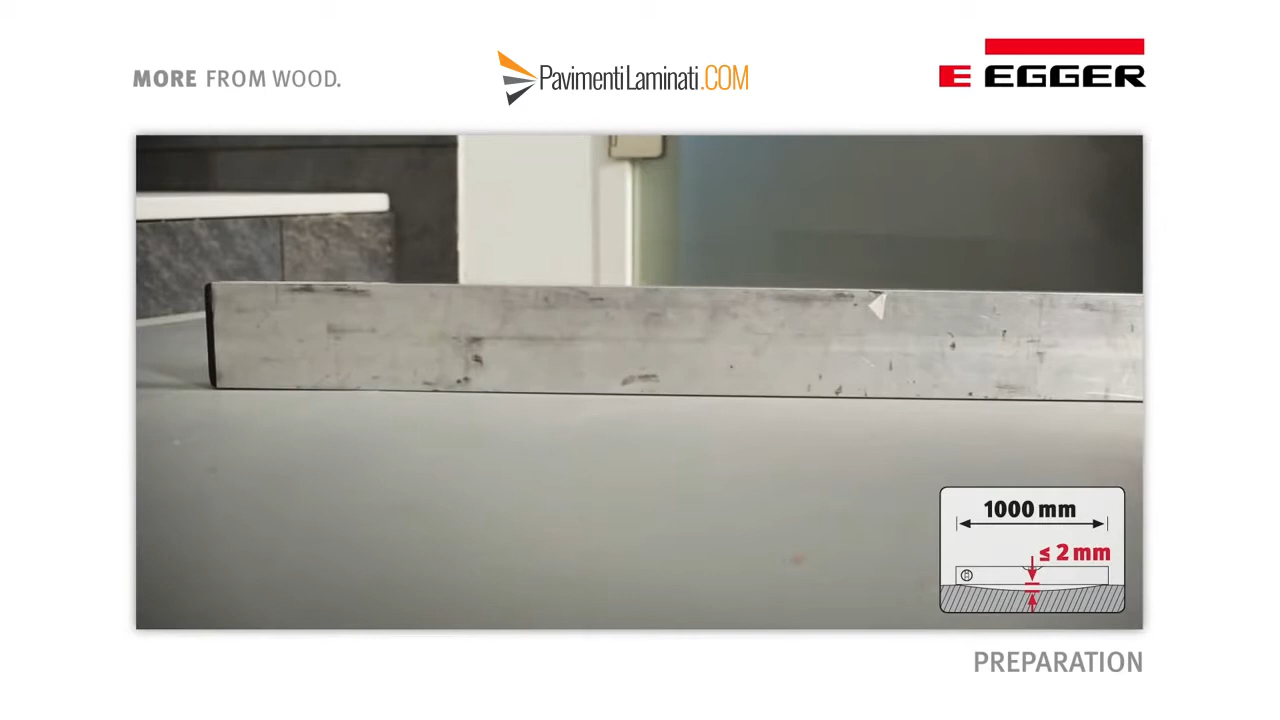 MORE FROM WOOD.
PavimentiLaminati.COM
E EGGER
1000 mm
≤ 2 mm
PREPARATION